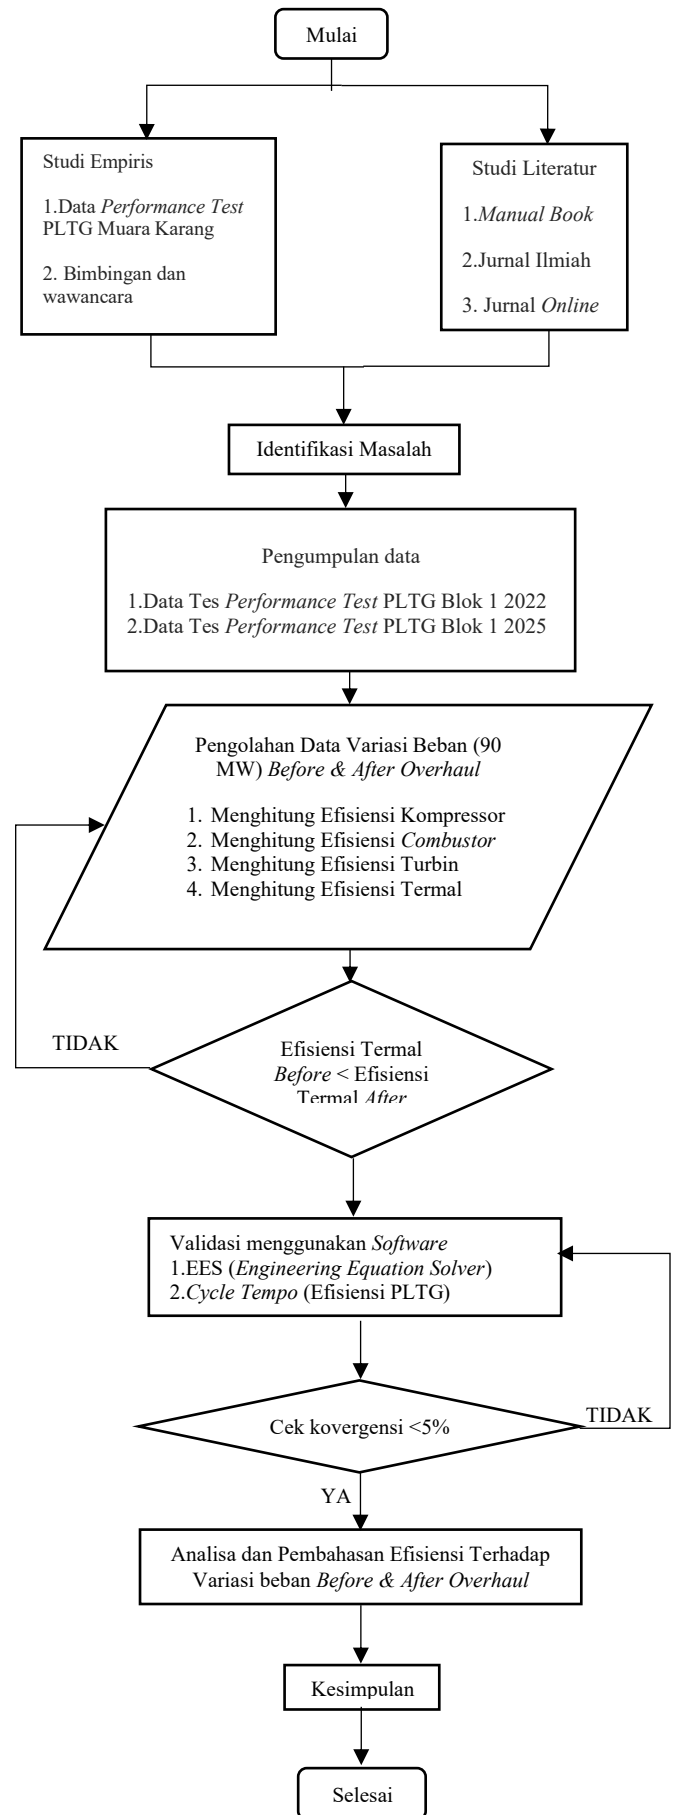 Mulai
Studi Empiris
1.Data Performance Test
PLTG Muara Karang
2. Bimbingan dan
wawancara
Studi Literatur
1.Manual Book
2.Jurnal Ilmiah
3. Jurnal Online
Identifikasi Masalah
Pengumpulan data
1.Data Tes Performance Test PLTG Blok 1 2022
2.Data Tes Performance Test PLTG Blok 1 2025
Pengolahan Data Variasi Beban (90
MW) Before & After Overhaul
1. Menghitung Efisiensi Kompressor
2. Menghitung Efisiensi Combustor
3. Menghitung Efisiensi Turbin
4. Menghitung Efisiensi Termal
TIDAK
Efisiensi Termal
Before < Efisiensi
Termal After
Validasi menggunakan Software
1.EES (Engineering Equation Solver)
2.Cycle Tempo (Efisiensi PLTG)
Cek kovergensi <5%
TIDAK
YA
Analisa dan Pembahasan Efisiensi Terhadap
Variasi beban Before & After Overhaul
Kesimpulan
Selesai